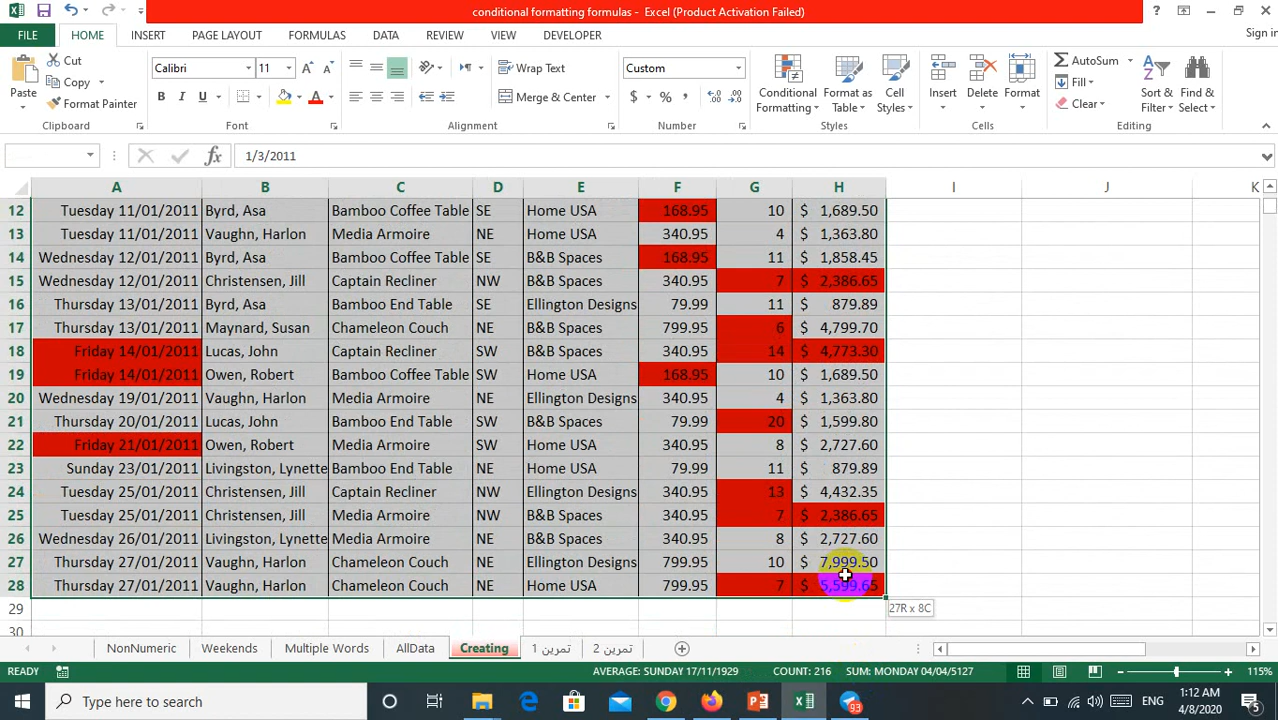 conditional formatting formulas - Excel (Product Activation Failed)
FILE HOME INSERT PAGE LAYOUT FORMULAS DATA REVIEW VIEW DEVELOPER Sign in
Paste Cut Copy Format Painter Clipboard
Calibri 11 B I U A Font
Wrap Text Merge & Center Alignment
Custom $ % , Number
Conditional Formatting Format as Table Cell Styles Styles
Insert Delete Format Cells
AutoSum Fill Clear Sort & Filter Find & Select Editing
fx 1/3/2011
A B C D E F G H I J K
12 Tuesday 11/01/2011 Byrd, Asa Bamboo Coffee Table SE Home USA 168.95 10 $ 1,689.50
13 Tuesday 11/01/2011 Vaughn, Harlon Media Armoire NE Home USA 340.95 4 $ 1,363.80
14 Wednesday 12/01/2011 Byrd, Asa Bamboo Coffee Table SE B&B Spaces 168.95 11 $ 1,858.45
15 Wednesday 12/01/2011 Christensen, Jill Captain Recliner NW B&B Spaces 340.95 7 $ 2,386.65
16 Thursday 13/01/2011 Byrd, Asa Bamboo End Table SE Ellington Designs 79.99 11 $ 879.89
17 Thursday 13/01/2011 Maynard, Susan Chameleon Couch NE B&B Spaces 799.95 6 $ 4,799.70
18 Friday 14/01/2011 Lucas, John Captain Recliner SW B&B Spaces 340.95 14 $ 4,773.30
19 Friday 14/01/2011 Owen, Robert Bamboo Coffee Table SW Home USA 168.95 10 $ 1,689.50
20 Wednesday 19/01/2011 Vaughn, Harlon Media Armoire NE Ellington Designs 340.95 4 $ 1,363.80
21 Thursday 20/01/2011 Lucas, John Bamboo End Table SW B&B Spaces 79.99 20 $ 1,599.80
22 Friday 21/01/2011 Owen, Robert Media Armoire SW Home USA 340.95 8 $ 2,727.60
23 Sunday 23/01/2011 Livingston, Lynette Bamboo End Table NE Home USA 79.99 11 $ 879.89
24 Tuesday 25/01/2011 Christensen, Jill Captain Recliner NW Ellington Designs 340.95 13 $ 4,432.35
25 Tuesday 25/01/2011 Christensen, Jill Media Armoire NW B&B Spaces 340.95 7 $ 2,386.65
26 Wednesday 26/01/2011 Livingston, Lynette Media Armoire NE B&B Spaces 340.95 8 $ 2,727.60
27 Thursday 27/01/2011 Vaughn, Harlon Chameleon Couch NE Ellington Designs 799.95 10 $ 7,999.50
28 Thursday 27/01/2011 Vaughn, Harlon Chameleon Couch NE Home USA 799.95 7 $ 5,599.65
29 27R x 8C
30
NonNumeric Weekends Multiple Words AllData Creating تمرين 1 تمرين 2
READY AVERAGE: SUNDAY 17/11/1929 COUNT: 216 SUM: MONDAY 04/04/5127 115%
Type here to search 93 ENG 1:12 AM 4/8/2020 5